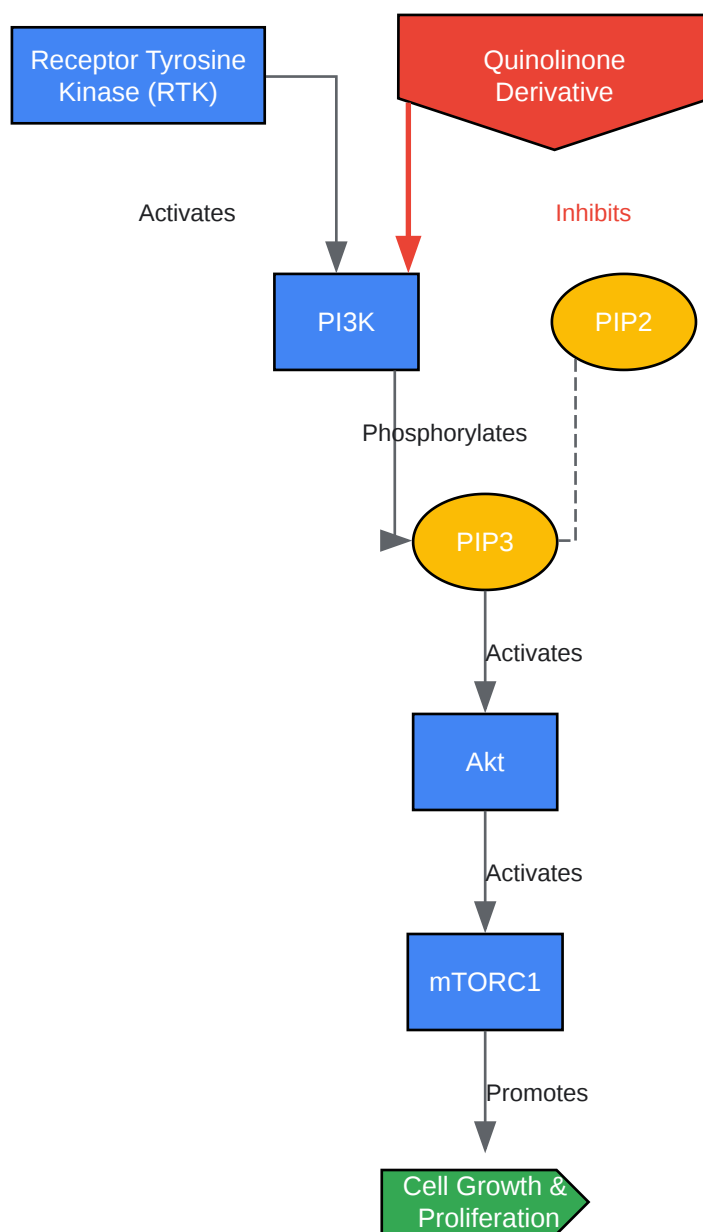 Receptor Tyrosine
Kinase (RTK)
Quinolinone
Derivative
Activates
Inhibits
PI3K
PIP2
Phosphorylates
PIP3
Activates
Akt
Activates
mTORC1
Promotes
Cell Growth &
Proliferation